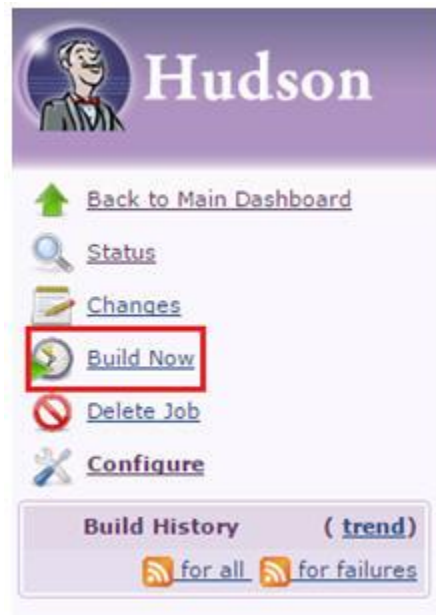 Hudson
Back to Main Dashboard
Status
Changes
Build Now
Delete Job
Configure
Build History ( trend)
for all for failures